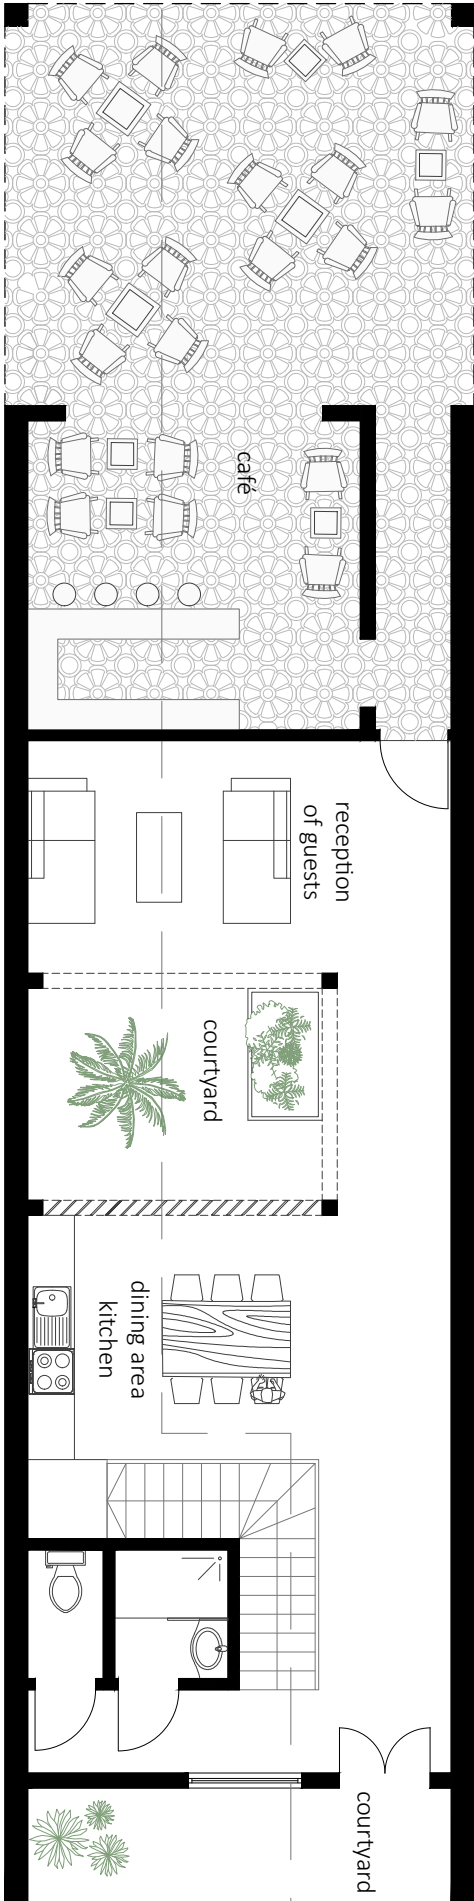 café
reception
of guests
courtyard
dining area
kitchen
courtyard